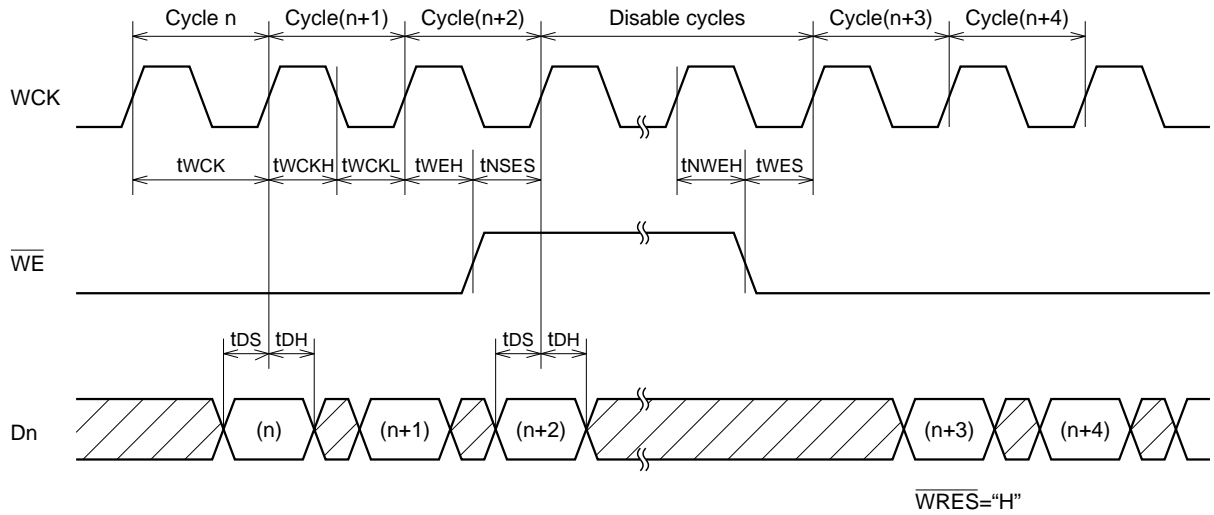 Cycle n Cycle(n+1) Cycle(n+2) Disable cycles Cycle(n+3) Cycle(n+4)
WCK
tWCK tWCKH tWCKL tWEH tNSES tNWEH tWES
WE
tDS tDH tDS tDH
Dn (n) (n+1) (n+2) (n+3) (n+4)
WRES=“H”